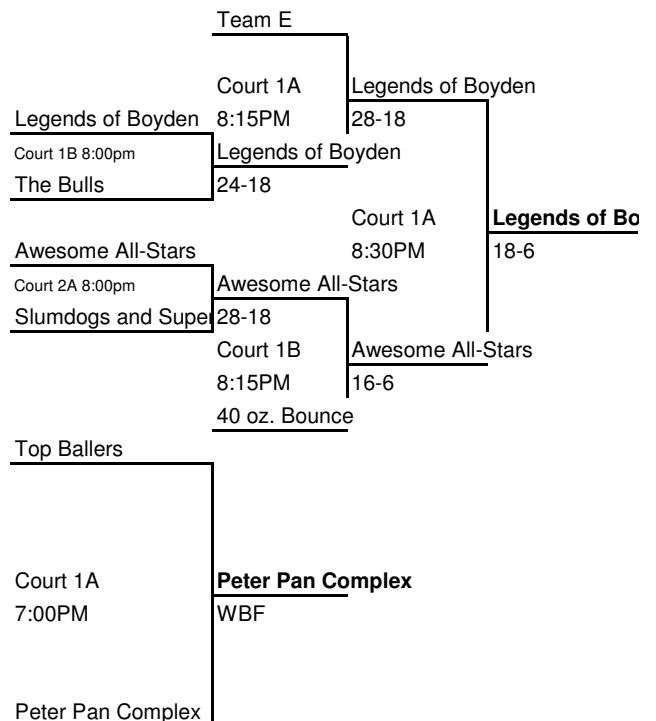 Team E
Court 1A Legends of Boyden
Legends of Boyden 8:15PM 28-18
Court 1B 8:00pm Legends of Boyden
The Bulls 24-18
Court 1A Legends of Bo
Awesome All-Stars 8:30PM 18-6
Court 2A 8:00pm Awesome All-Stars
Slumdogs and Super 28-18
Court 1B Awesome All-Stars
8:15PM 16-6
40 oz. Bounce
Top Ballers
Court 1A Peter Pan Complex
7:00PM WBF
Peter Pan Complex